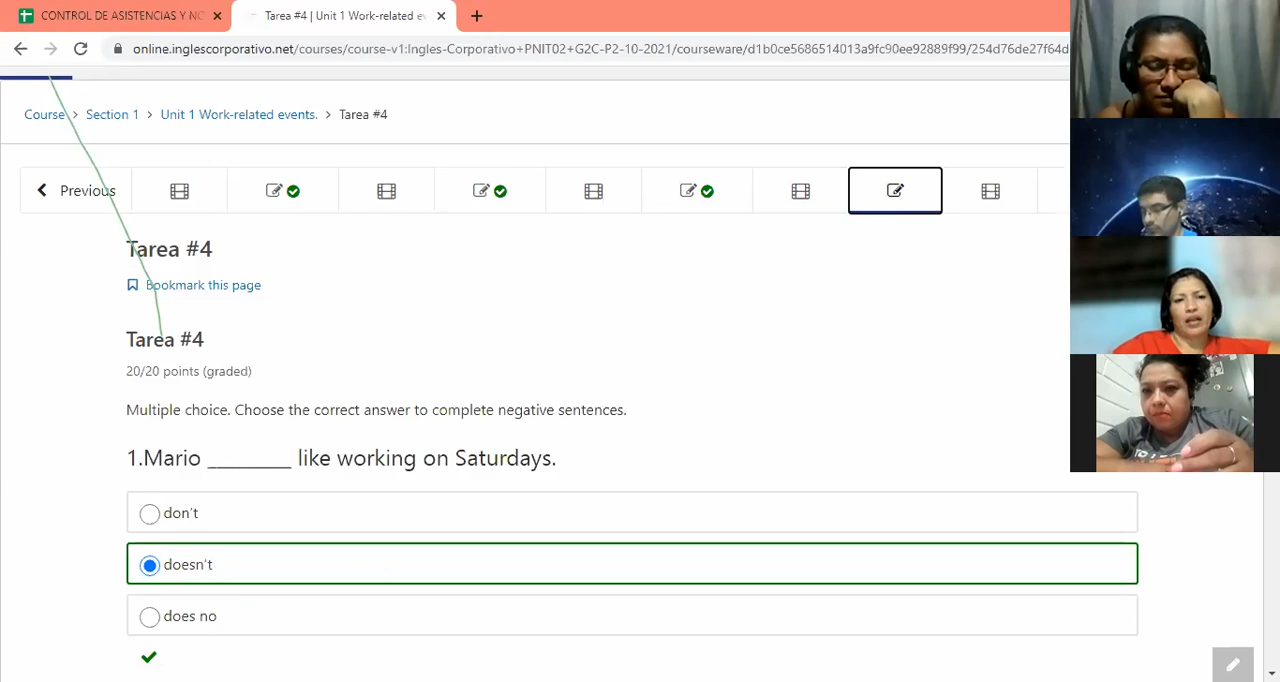 CONTROL DE ASISTENCIAS Y NO
Tarea #4 | Unit 1 Work-related ev
online.inglescorporativo.net/courses/course-v1:Ingles-Corporativo+PNIT02+G2C-P2-10-2021/courseware/d1b0ce5686514013a9fc90ee92889f99/254d76de27f64d
Course > Section 1 > Unit 1 Work-related events. > Tarea #4
Previous
Tarea #4
Bookmark this page
Tarea #4
20/20 points (graded)
Multiple choice. Choose the correct answer to complete negative sentences.
1.Mario ________ like working on Saturdays.
don't
doesn't
does no